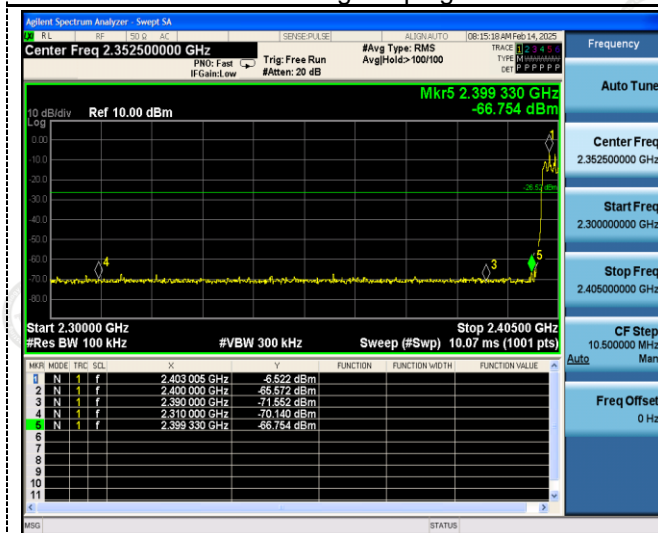 Agilent Spectrum Analyzer - Swept SA
RL RF 50 Ω AC SENSE:PULSE ALIGNAUTO 08:15:18 AM Feb 14, 2025
Center Freq 2.352500000 GHz #Avg Type: RMS TRACE 1 2 3 4 5 6
PNO: Fast Trig: Free Run Avg|Hold>100/100 TYPE M
IFGain:Low #Atten: 20 dB DET P P P P P P
Mkr5 2.399 330 GHz
10 dB/div Ref 10.00 dBm -66.754 dBm
Log
0.00
-10.0
-20.0
-26.52 dBm
-30.0
-40.0
-50.0
-60.0
-70.0
-80.0
1
4
3
5
Start 2.30000 GHz Stop 2.40500 GHz
#Res BW 100 kHz #VBW 300 kHz Sweep (#Swp) 10.07 ms (1001 pts)
MKR MODE TRC SCL X Y FUNCTION FUNCTION WIDTH FUNCTION VALUE
1 N 1 f 2.403 005 GHz -6.522 dBm
2 N 1 f 2.400 000 GHz -65.572 dBm
3 N 1 f 2.390 000 GHz -71.552 dBm
4 N 1 f 2.310 000 GHz -70.140 dBm
5 N 1 f 2.399 330 GHz -66.754 dBm
6
7
8
9
10
11
MSG STATUS
Frequency
Auto Tune
Center Freq
2.352500000 GHz
Start Freq
2.300000000 GHz
Stop Freq
2.405000000 GHz
CF Step
10.500000 MHz
Auto Man
Freq Offset
0 Hz